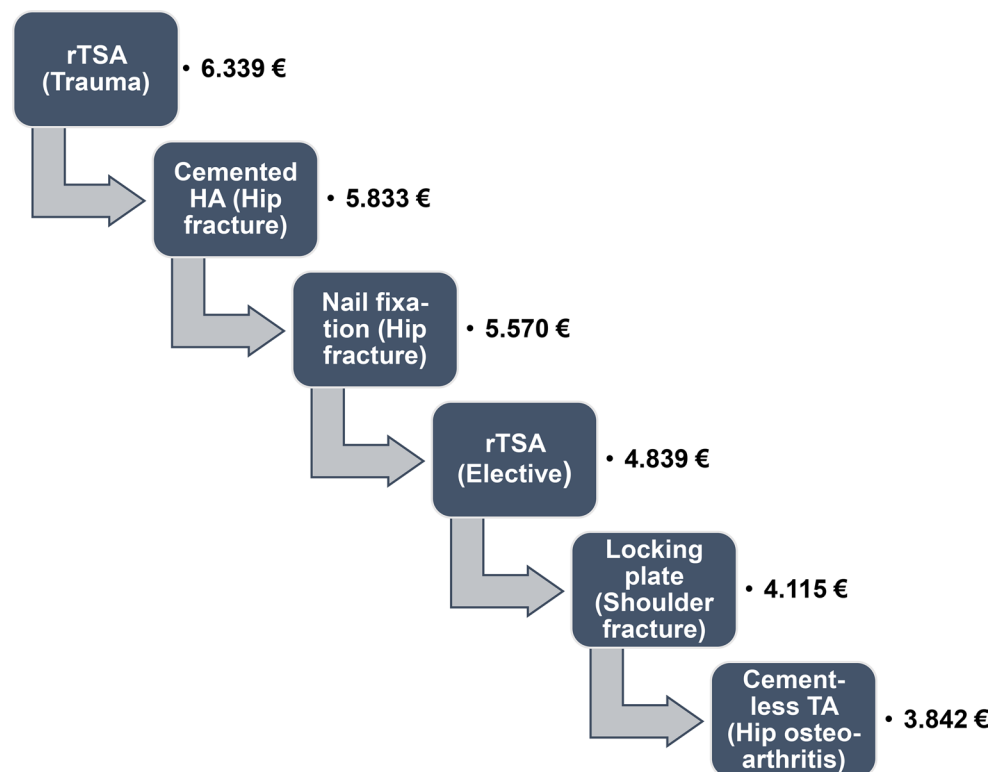 rTSA
(Trauma)
• 6.339 €
Cemented
HA (Hip
fracture)
• 5.833 €
Nail fixa-
tion (Hip
fracture)
• 5.570 €
rTSA
(Elective)
• 4.839 €
Locking
plate
(Shoulder
fracture)
• 4.115 €
Cement-
less TA
(Hip osteo-
arthritis)
• 3.842 €